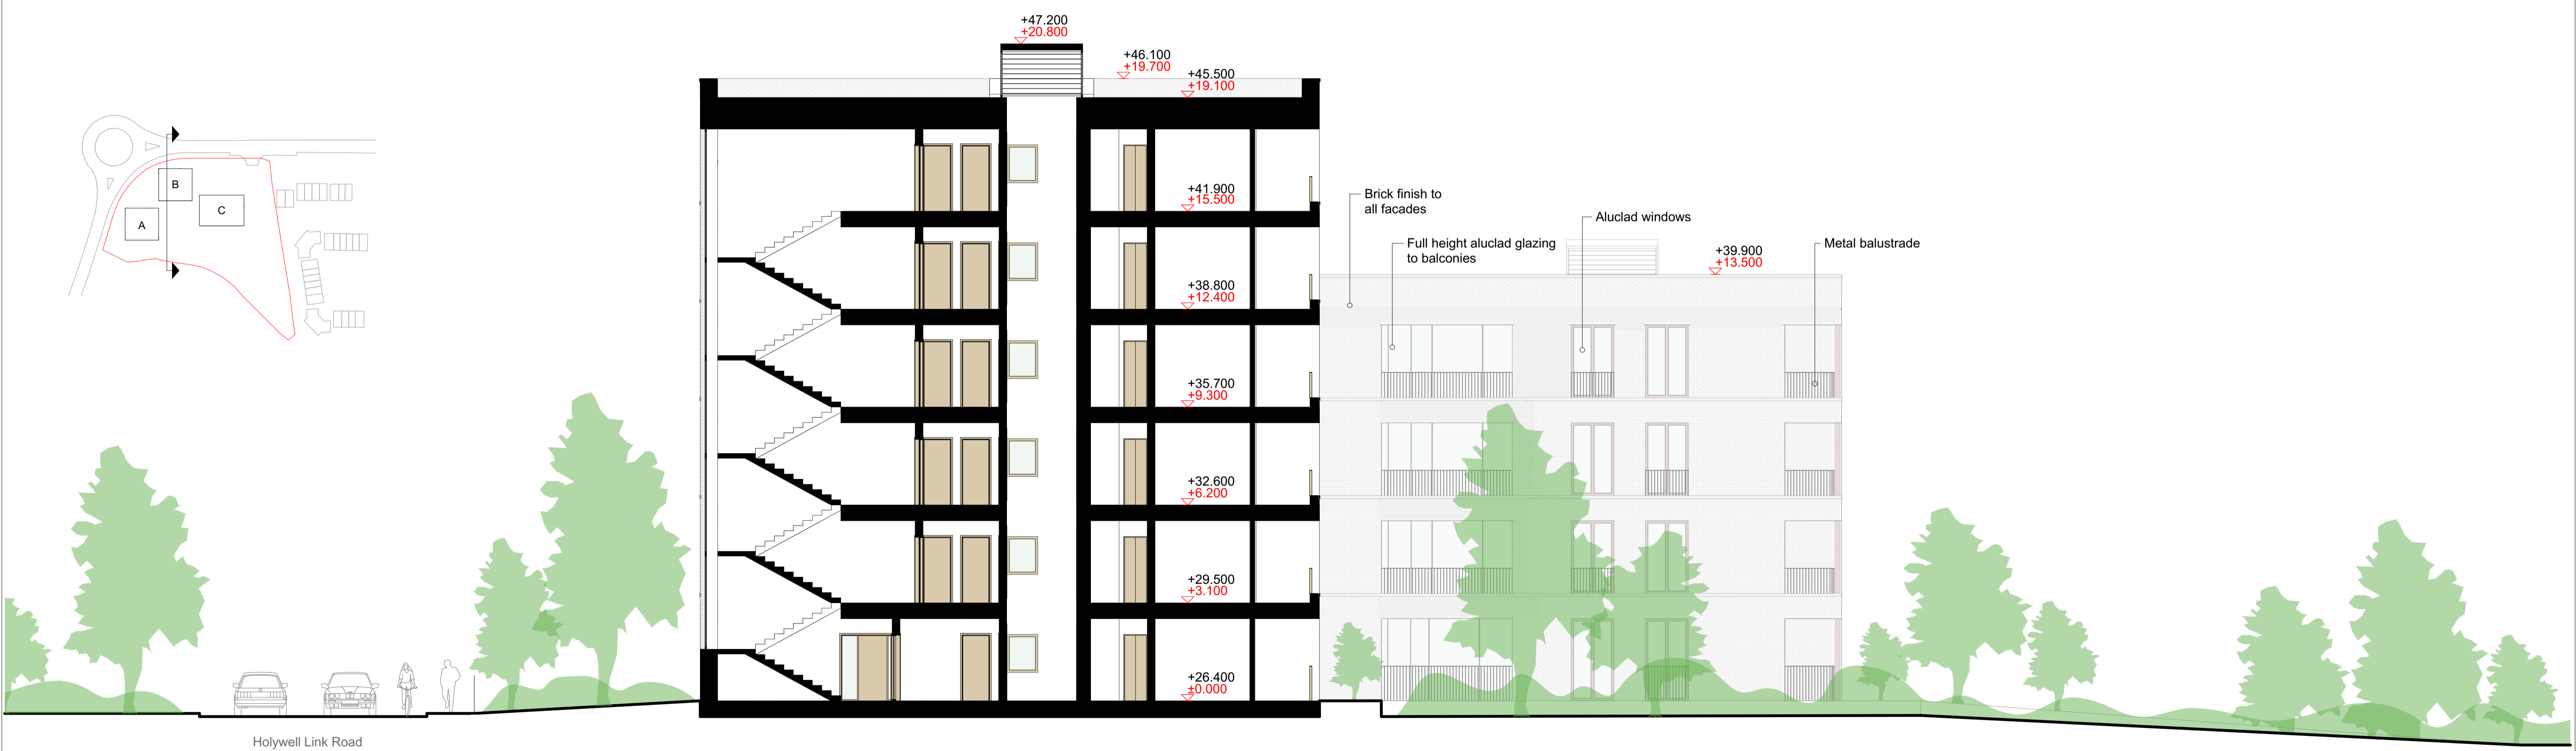 +47.200
+20.800
+46.100
+19.700
+45.500
+19.100
B
C
A
+41.900
+15.500
Brick finish to
all facades
Aluclad windows
Full height aluclad glazing
to balconies
Metal balustrade
+39.900
+13.500
+38.800
+12.400
+35.700
+9.300
+32.600
+6.200
+29.500
+3.100
+26.400
±0.000
Holywell Link Road